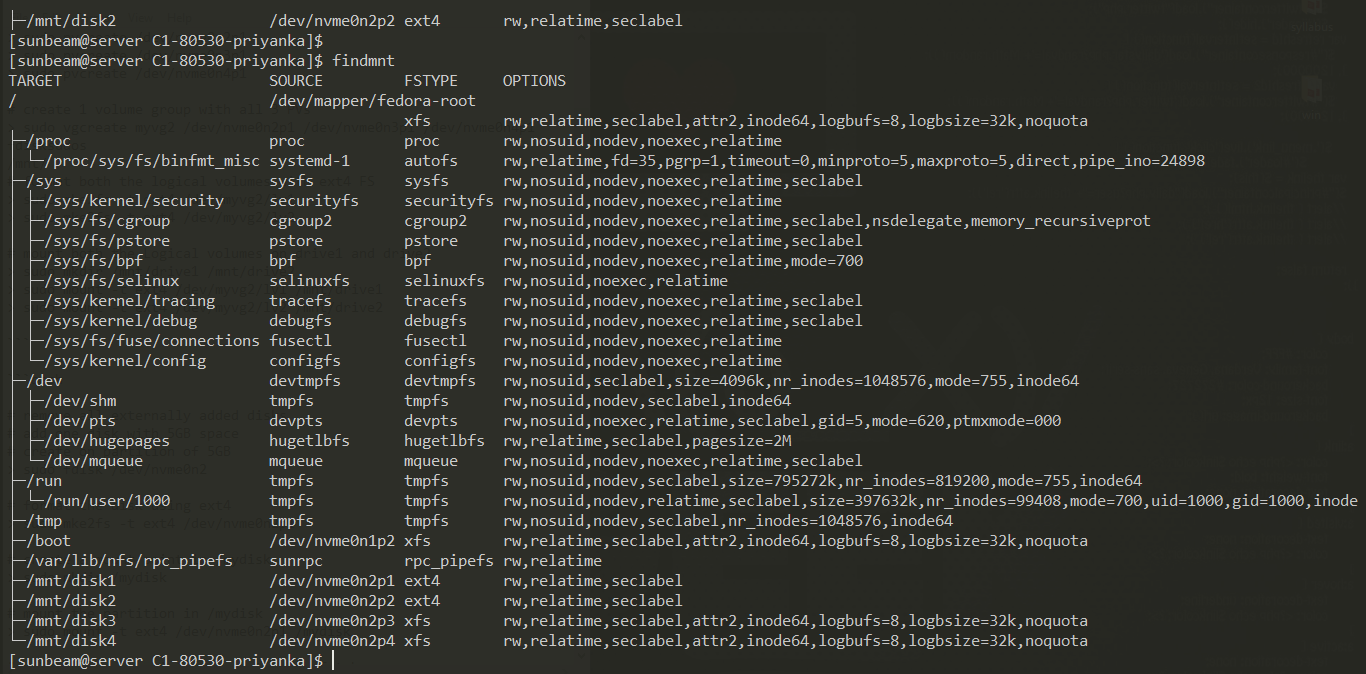 ├─/mnt/disk2                 /dev/nvme0n2p2 ext4       rw,relatime,seclabel
[sunbeam@server C1-80530-priyanka]$
[sunbeam@server C1-80530-priyanka]$ findmnt
TARGET                       SOURCE         FSTYPE     OPTIONS
/                            /dev/mapper/fedora-root
                                            xfs        rw,relatime,seclabel,attr2,inode64,logbufs=8,logbsize=32k,noquota
├─/proc                      proc           proc       rw,nosuid,nodev,noexec,relatime
│ └─/proc/sys/fs/binfmt_misc systemd-1      autofs     rw,relatime,fd=35,pgrp=1,timeout=0,minproto=5,maxproto=5,direct,pipe_ino=24898
├─/sys                       sysfs          sysfs      rw,nosuid,nodev,noexec,relatime,seclabel
│ ├─/sys/kernel/security     securityfs     securityfs rw,nosuid,nodev,noexec,relatime
│ ├─/sys/fs/cgroup           cgroup2        cgroup2    rw,nosuid,nodev,noexec,relatime,seclabel,nsdelegate,memory_recursiveprot
│ ├─/sys/fs/pstore           pstore         pstore     rw,nosuid,nodev,noexec,relatime,seclabel
│ ├─/sys/fs/bpf              bpf            bpf        rw,nosuid,nodev,noexec,relatime,mode=700
│ ├─/sys/fs/selinux          selinuxfs      selinuxfs  rw,nosuid,noexec,relatime
│ ├─/sys/kernel/tracing      tracefs        tracefs    rw,nosuid,nodev,noexec,relatime,seclabel
│ ├─/sys/kernel/debug        debugfs        debugfs    rw,nosuid,nodev,noexec,relatime,seclabel
│ ├─/sys/fs/fuse/connections fusectl        fusectl    rw,nosuid,nodev,noexec,relatime
│ └─/sys/kernel/config       configfs       configfs   rw,nosuid,nodev,noexec,relatime
├─/dev                       devtmpfs       devtmpfs   rw,nosuid,seclabel,size=4096k,nr_inodes=1048576,mode=755,inode64
│ ├─/dev/shm                 tmpfs          tmpfs      rw,nosuid,nodev,seclabel,inode64
│ ├─/dev/pts                 devpts         devpts     rw,nosuid,noexec,relatime,seclabel,gid=5,mode=620,ptmxmode=000
│ ├─/dev/hugepages           hugetlbfs      hugetlbfs  rw,relatime,seclabel,pagesize=2M
│ └─/dev/mqueue              mqueue         mqueue     rw,nosuid,nodev,noexec,relatime,seclabel
├─/run                       tmpfs          tmpfs      rw,nosuid,nodev,seclabel,size=795272k,nr_inodes=819200,mode=755,inode64
│ └─/run/user/1000           tmpfs          tmpfs      rw,nosuid,nodev,relatime,seclabel,size=397632k,nr_inodes=99408,mode=700,uid=1000,gid=1000,inode
├─/tmp                       tmpfs          tmpfs      rw,nosuid,nodev,seclabel,nr_inodes=1048576,inode64
├─/boot                      /dev/nvme0n1p2 xfs        rw,relatime,seclabel,attr2,inode64,logbufs=8,logbsize=32k,noquota
├─/var/lib/nfs/rpc_pipefs    sunrpc         rpc_pipefs rw,relatime
├─/mnt/disk1                 /dev/nvme0n2p1 ext4       rw,relatime,seclabel
├─/mnt/disk2                 /dev/nvme0n2p2 ext4       rw,relatime,seclabel
├─/mnt/disk3                 /dev/nvme0n2p3 xfs        rw,relatime,seclabel,attr2,inode64,logbufs=8,logbsize=32k,noquota
└─/mnt/disk4                 /dev/nvme0n2p4 xfs        rw,relatime,seclabel,attr2,inode64,logbufs=8,logbsize=32k,noquota
[sunbeam@server C1-80530-priyanka]$